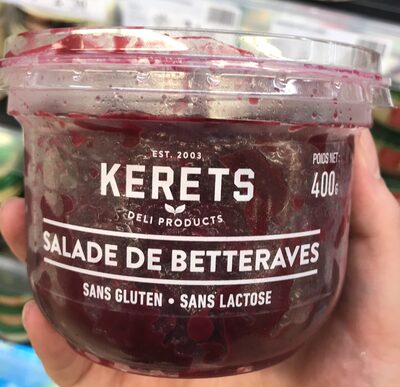 EST. 2003
KERETS
DELI PRODUCTS
POIDS NET:
400G
SALADE DE BETTERAVES
SANS GLUTEN • SANS LACTOSE